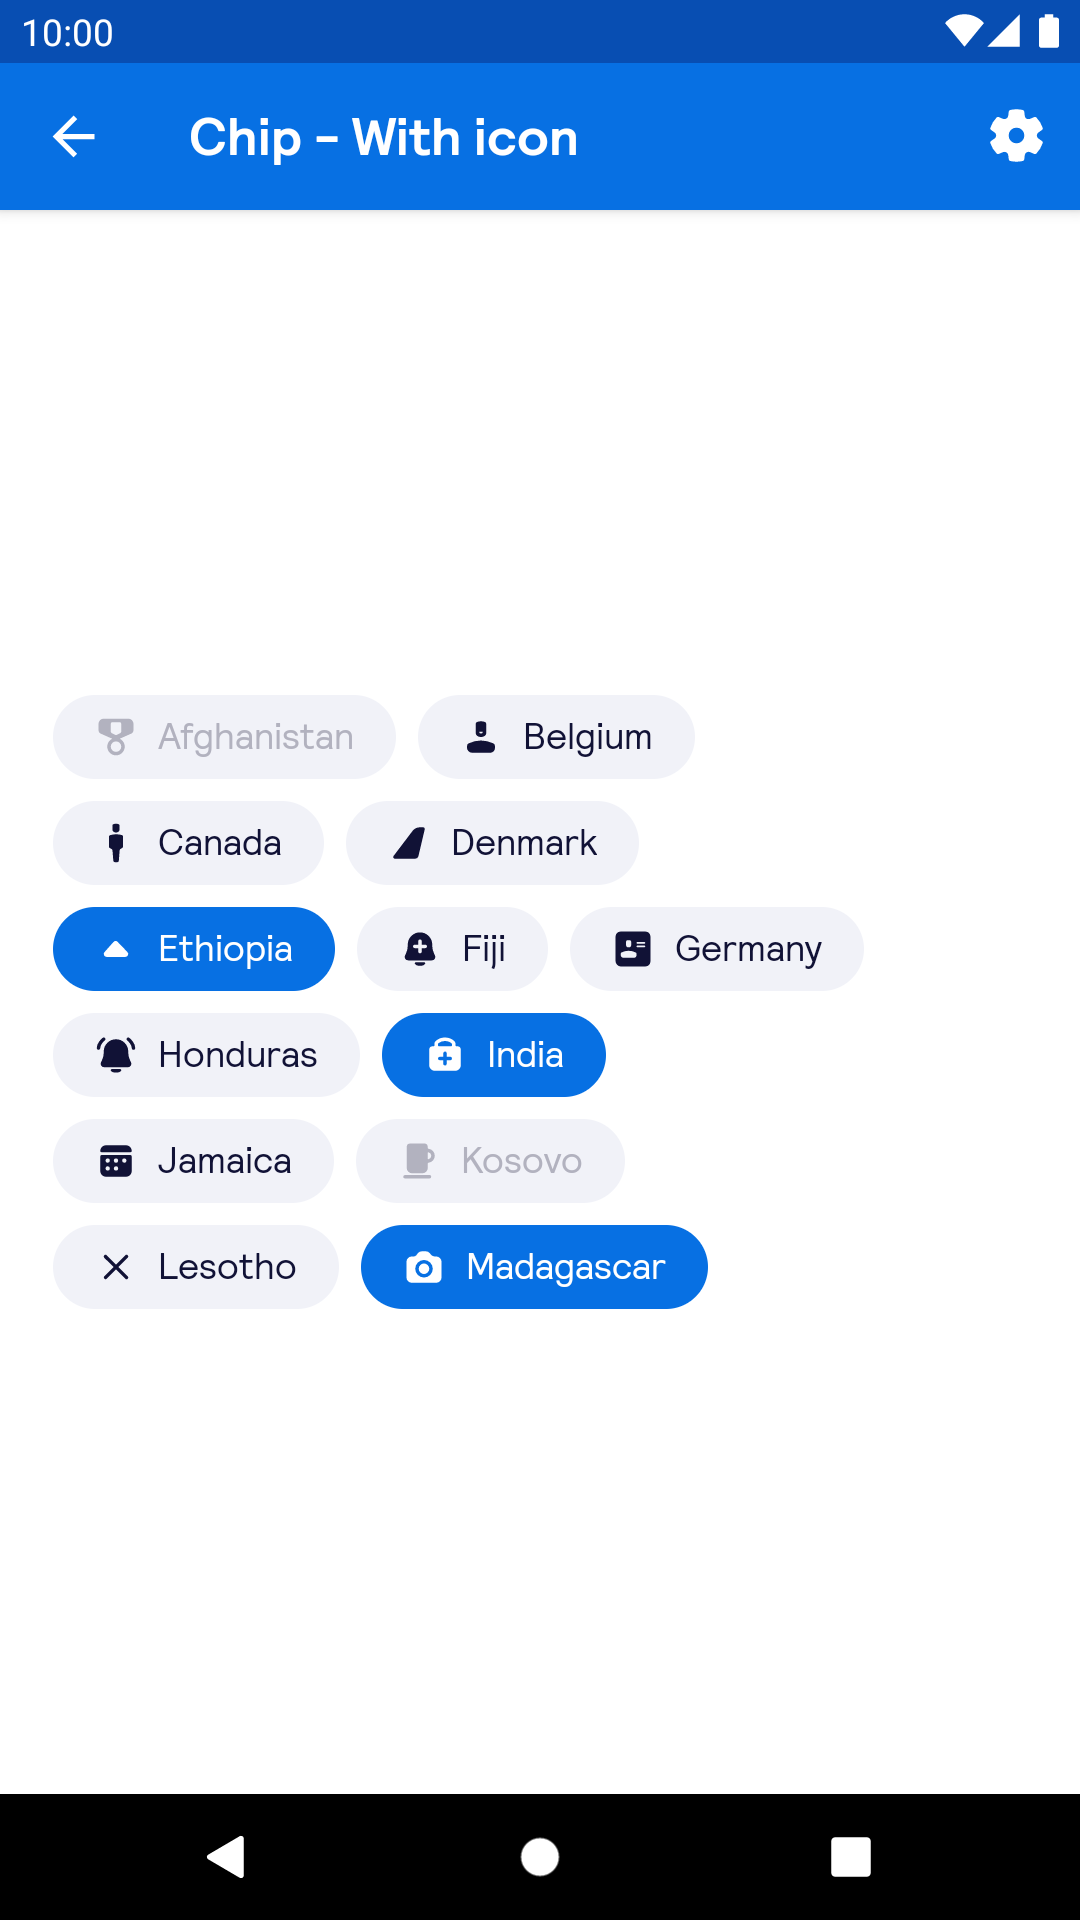 10:00
Chip - With icon
Afghanistan Belgium
Canada Denmark
Ethiopia Fiji Germany
Honduras India
Jamaica Kosovo
Lesotho Madagascar